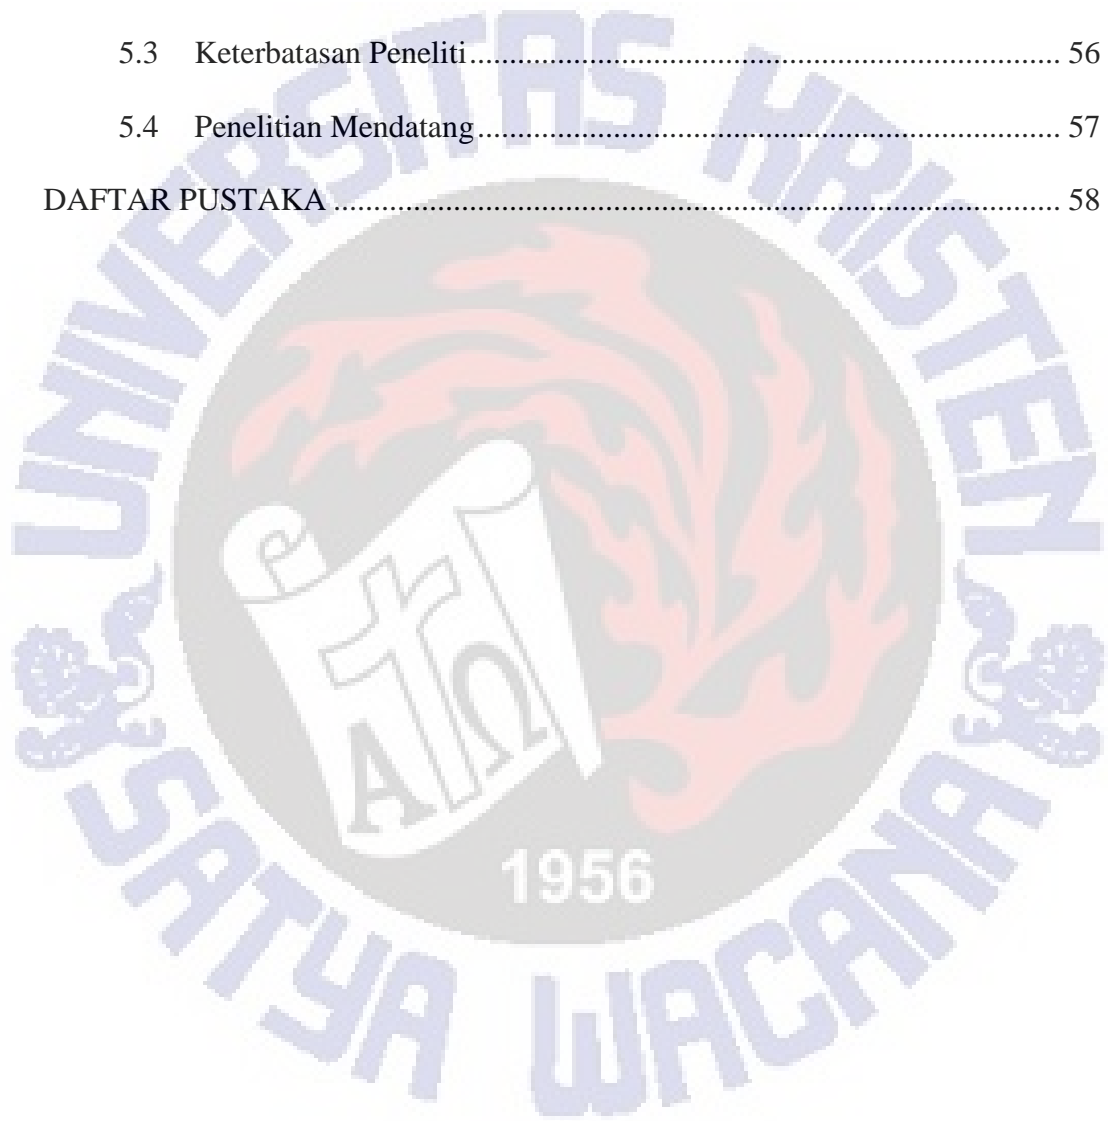 5.3 Keterbatasan Peneliti........................................................................... 56
5.4 Penelitian Mendatang.......................................................................... 57
DAFTAR PUSTAKA ............................................................................................ 58
UNIVERSITAS KRISTEN
SATYA WACANA
Α Ω
1956